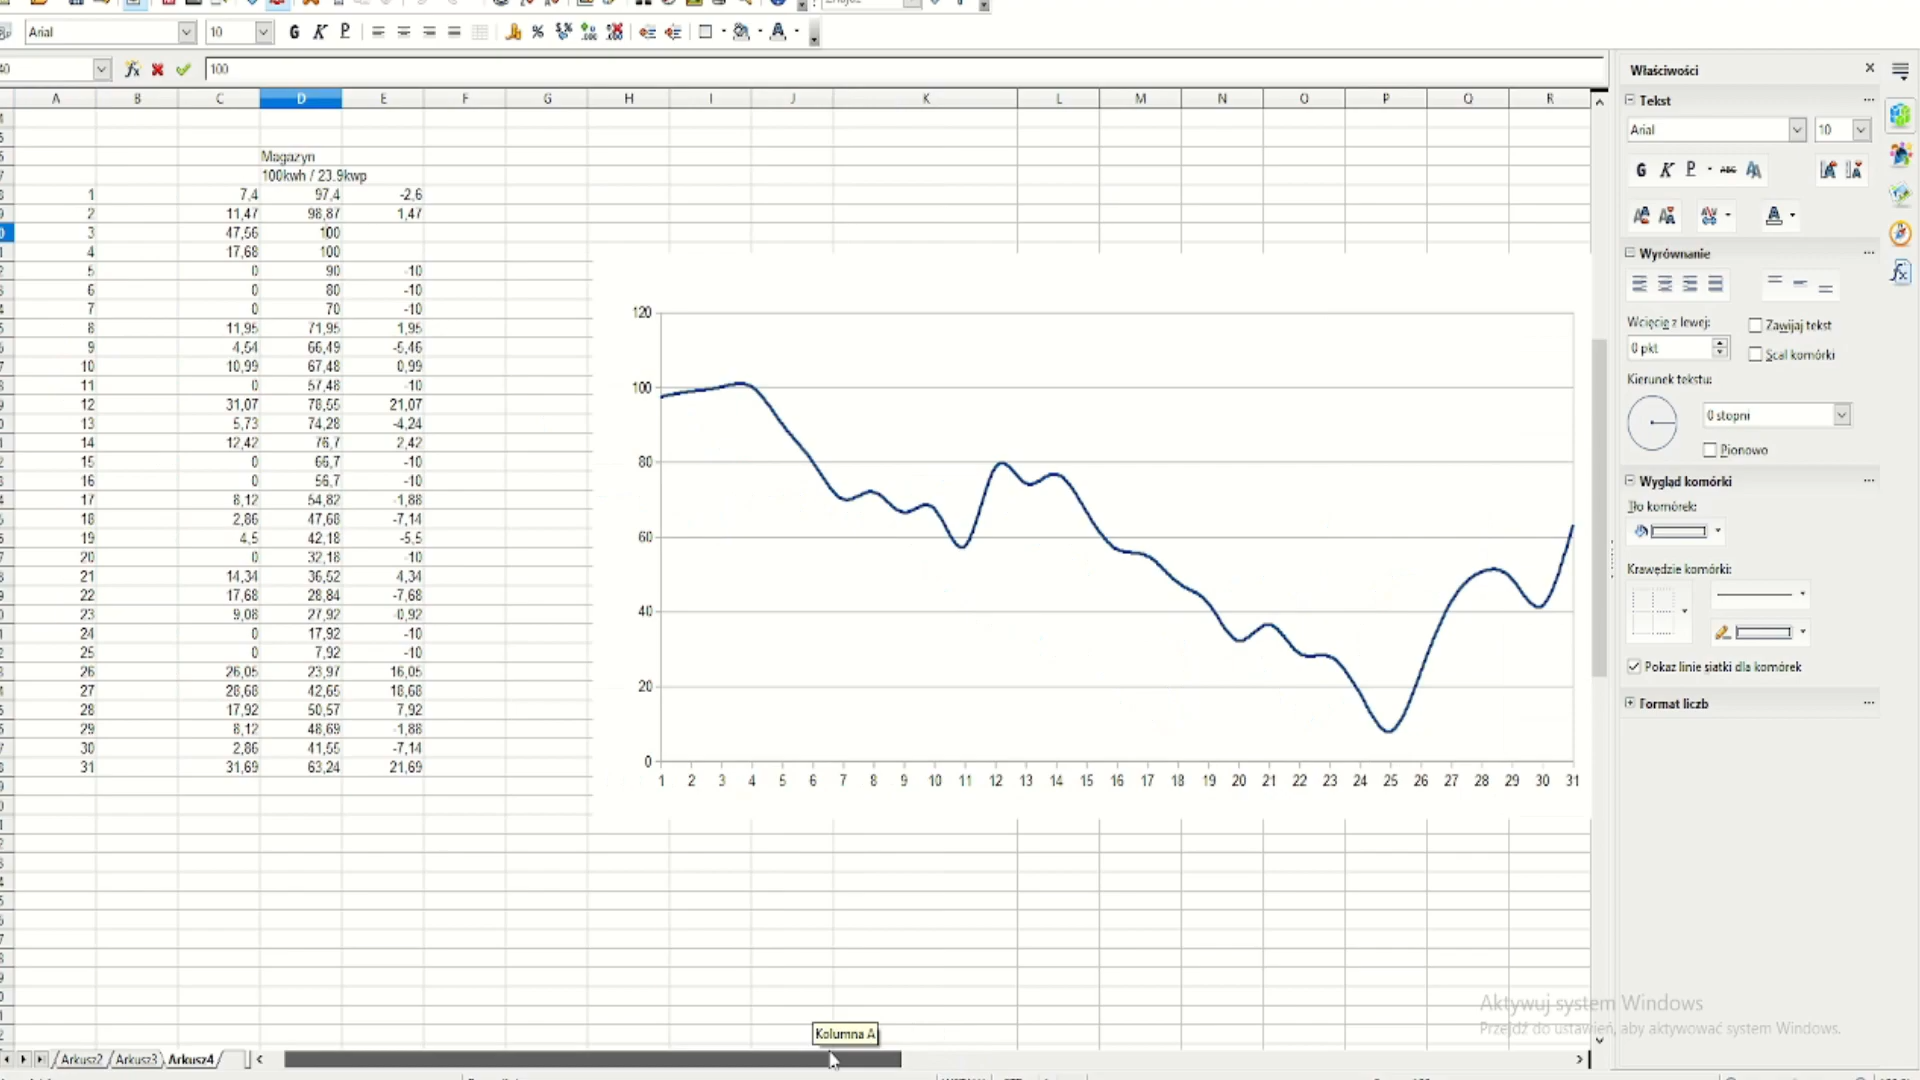 Arial 10 G K P
100
A B C D E F G H I J K L M N O P Q R
Magazyn
100kwh / 23.9kwp
1 7,4 97,4 -2,6
2 11,47 98,87 1,47
3 47,56 100
4 17,68 100
5 0 90 -10
6 0 80 -10
7 0 70 -10
8 11,95 71,95 1,95
9 4,54 66,49 -5,46
10 10,99 67,48 0,99
11 0 57,48 -10
12 31,07 78,55 21,07
13 5,73 74,28 -4,24
14 12,42 76,7 2,42
15 0 66,7 -10
16 0 56,7 -10
17 8,12 54,82 -1,88
18 2,86 47,68 -7,14
19 4,5 42,18 -5,5
20 0 32,18 -10
21 14,34 36,52 4,34
22 17,68 28,84 -7,68
23 9,08 27,92 -0,92
24 0 17,92 -10
25 0 7,92 -10
26 26,05 23,97 16,05
27 28,68 42,65 18,68
28 17,92 50,57 7,92
29 8,12 48,69 -1,88
30 2,86 41,55 -7,14
31 31,69 63,24 21,69
120
100
80
60
40
20
0
1 2 3 4 5 6 7 8 9 10 11 12 13 14 15 16 17 18 19 20 21 22 23 24 25 26 27 28 29 30 31
Właściwości
Tekst
Arial 10
G K P ABC
Wyrównanie
Wcięcie z lewej:
Zawijaj tekst
0 pkt
Scal komórki
Kierunek tekstu:
0 stopni
Pionowo
Wygląd komórki
Tło komórek:
Krawędzie komórki:
Pokaż linie siatki dla komórek
Format liczb
Aktywuj system Windows
Przejdź do ustawień, aby aktywować system Windows.
Kolumna A
Arkusz2 Arkusz3 Arkusz4